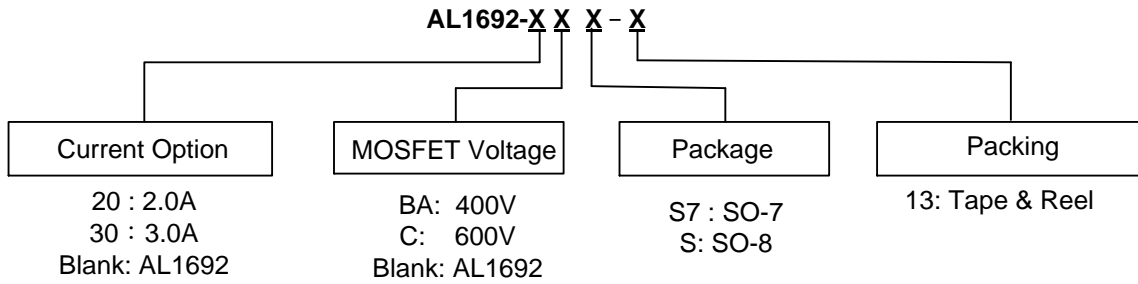 AL1692-X X X – X
Current Option
20 : 2.0A
30 : 3.0A
Blank: AL1692
MOSFET Voltage
BA: 400V
C: 600V
Blank: AL1692
Package
S7 : SO-7
S: SO-8
Packing
13: Tape & Reel